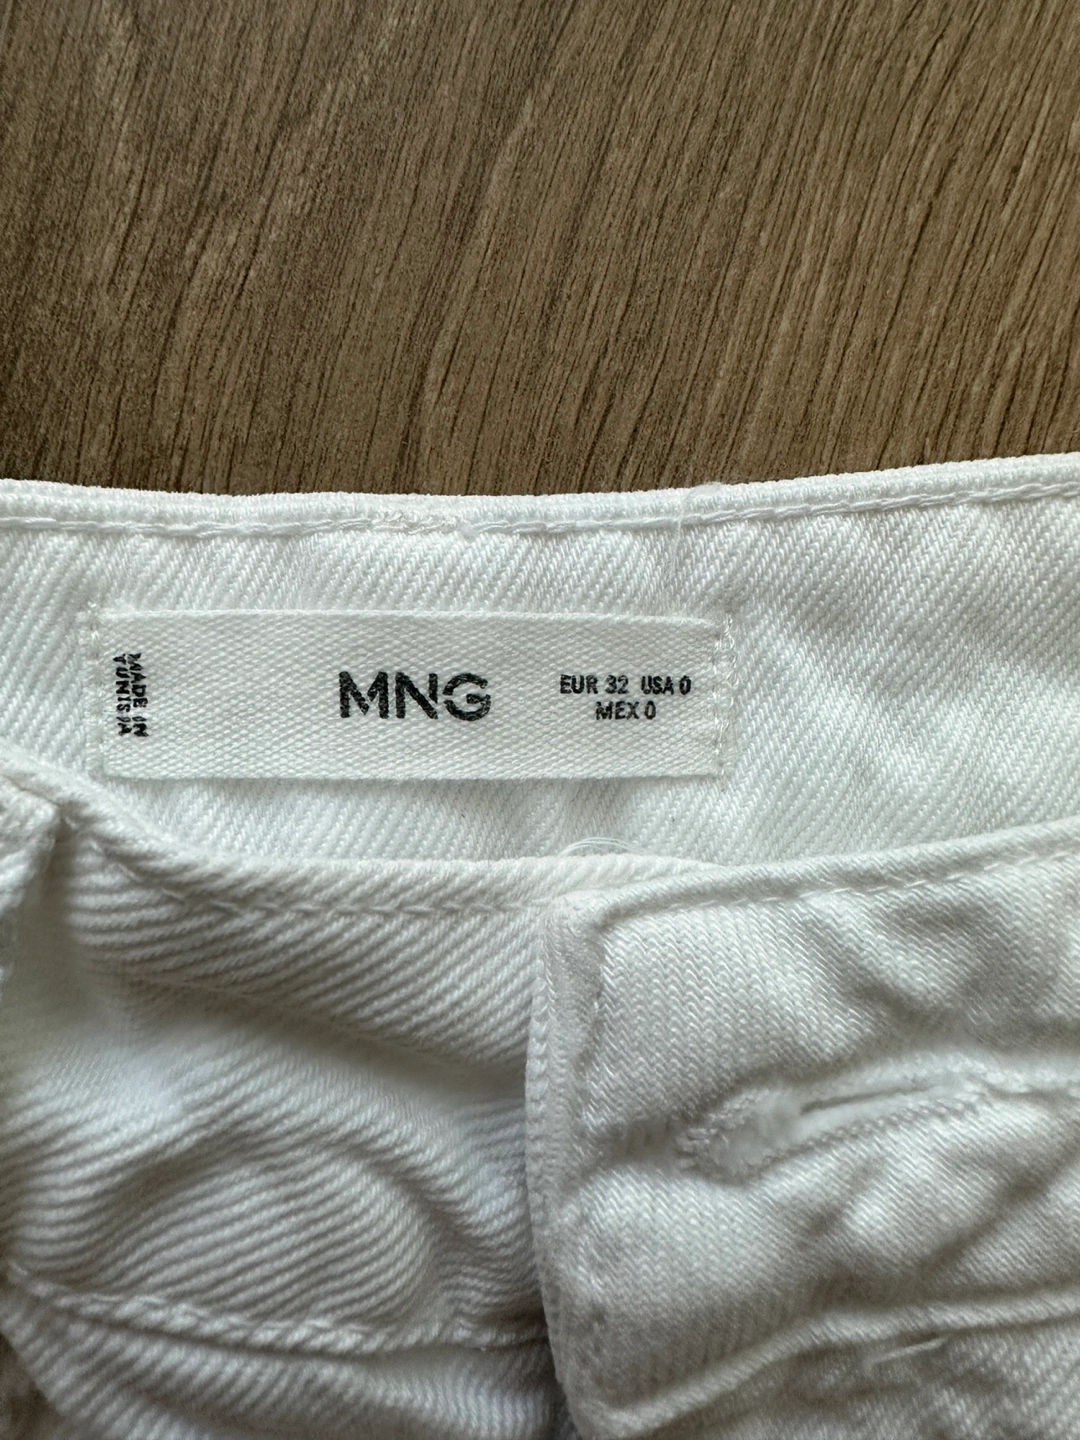 MADE IN
TUNISIA
MNG
EUR 32 USA 0
MEX 0